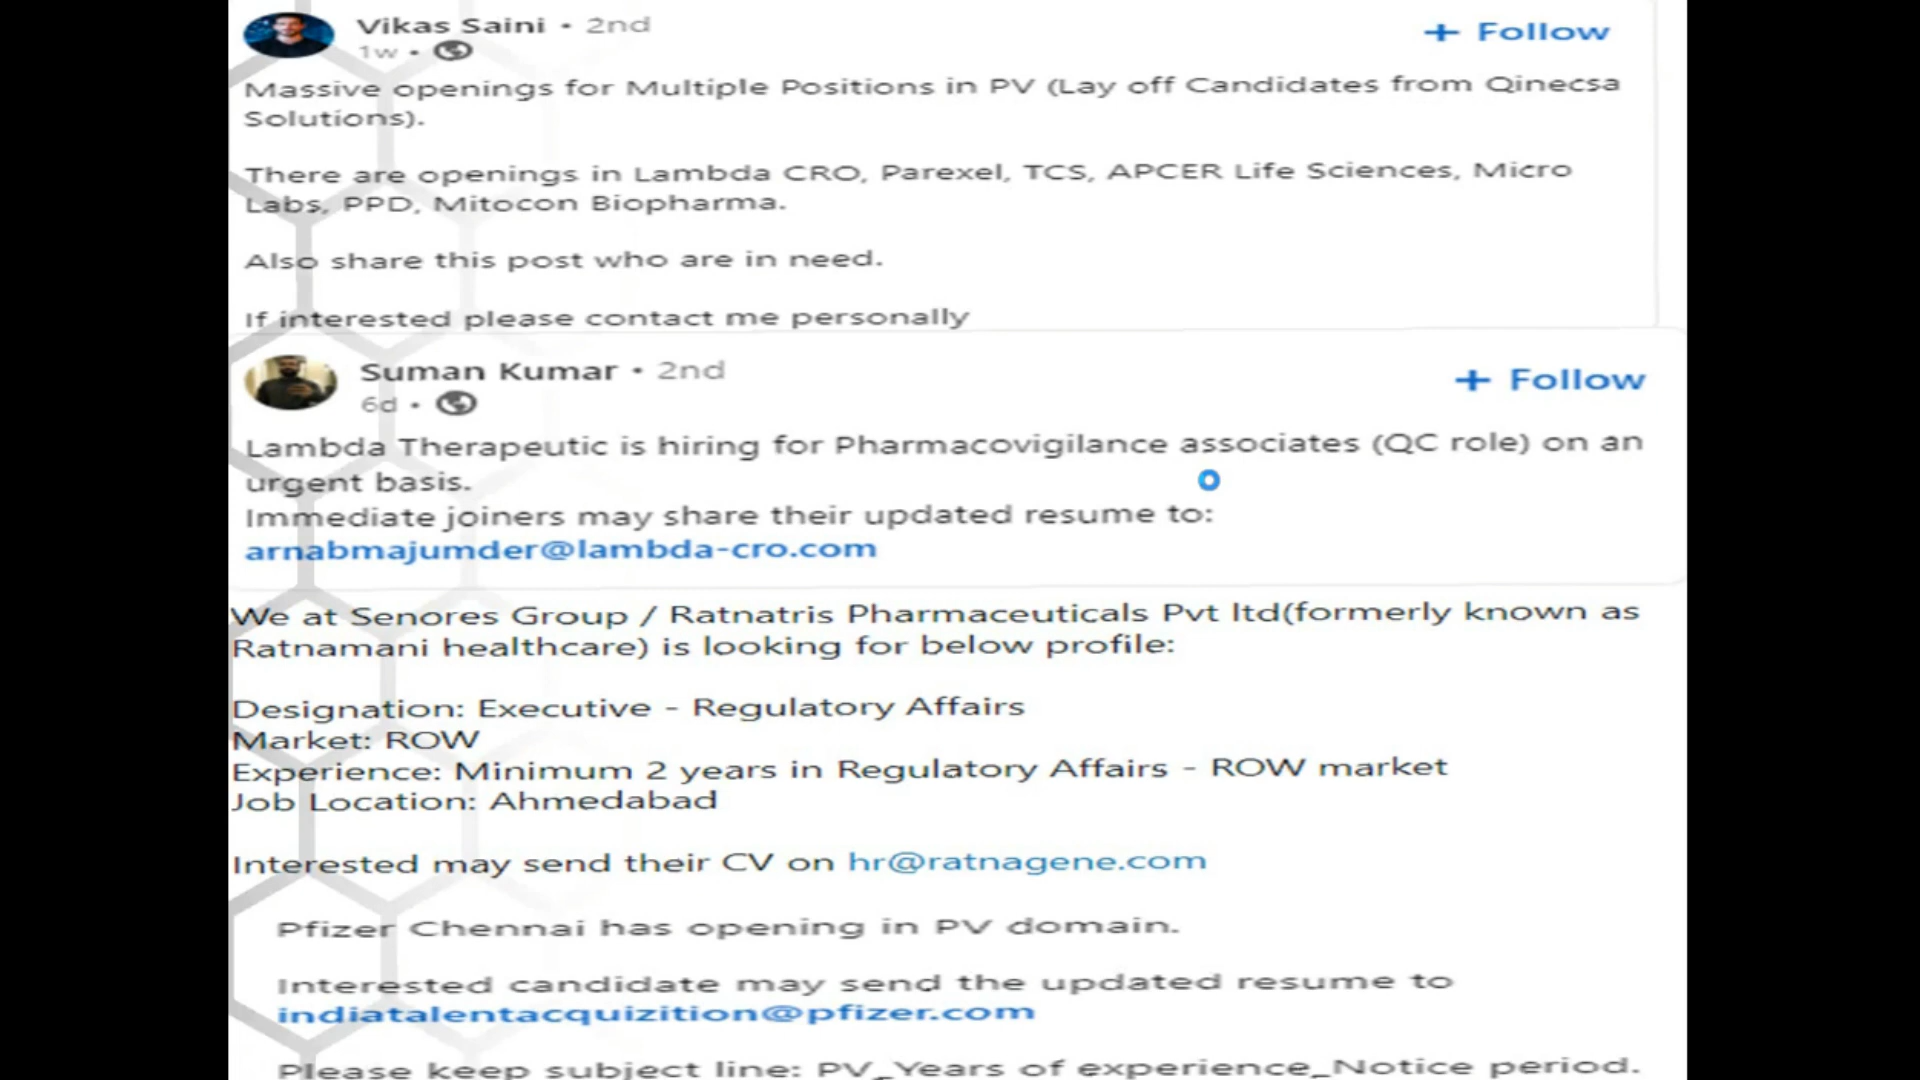 Vikas Saini • 2nd
+ Follow
1w •
Massive openings for Multiple Positions in PV (Lay off Candidates from Qinecsa
Solutions).
There are openings in Lambda CRO, Parexel, TCS, APCER Life Sciences, Micro
Labs, PPD, Mitocon Biopharma.
Also share this post who are in need.
If interested please contact me personally
Suman Kumar • 2nd
+ Follow
6d •
Lambda Therapeutic is hiring for Pharmacovigilance associates (QC role) on an
urgent basis.
Immediate joiners may share their updated resume to:
arnabmajumder@lambda-cro.com
We at Senores Group / Ratnatris Pharmaceuticals Pvt ltd(formerly known as
Ratnamani healthcare) is looking for below profile:
Designation: Executive - Regulatory Affairs
Market: ROW
Experience: Minimum 2 years in Regulatory Affairs - ROW market
Job Location: Ahmedabad
Interested may send their CV on hr@ratnagene.com
Pfizer Chennai has opening in PV domain.
Interested candidate may send the updated resume to
indiatalentacquizition@pfizer.com
Please keep subject line: PV_Years of experience_Notice period.